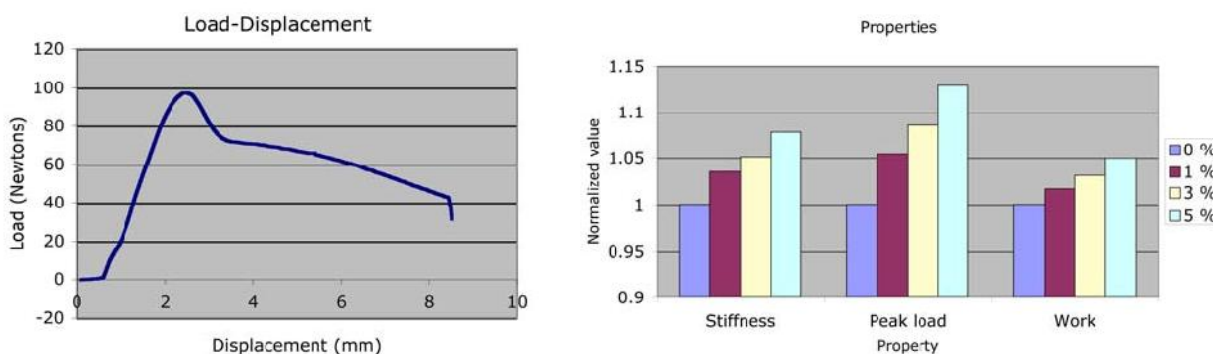 Load-Displacement
120
100
80
60
40
20
0
-20
0 2 4 6 8 10
Load (Newtons)
Displacement (mm)
Properties
1.15
1.1
1.05
1
0.95
0.9
Normalized value
Stiffness Peak load Work
Property
0 %
1 %
3 %
5 %